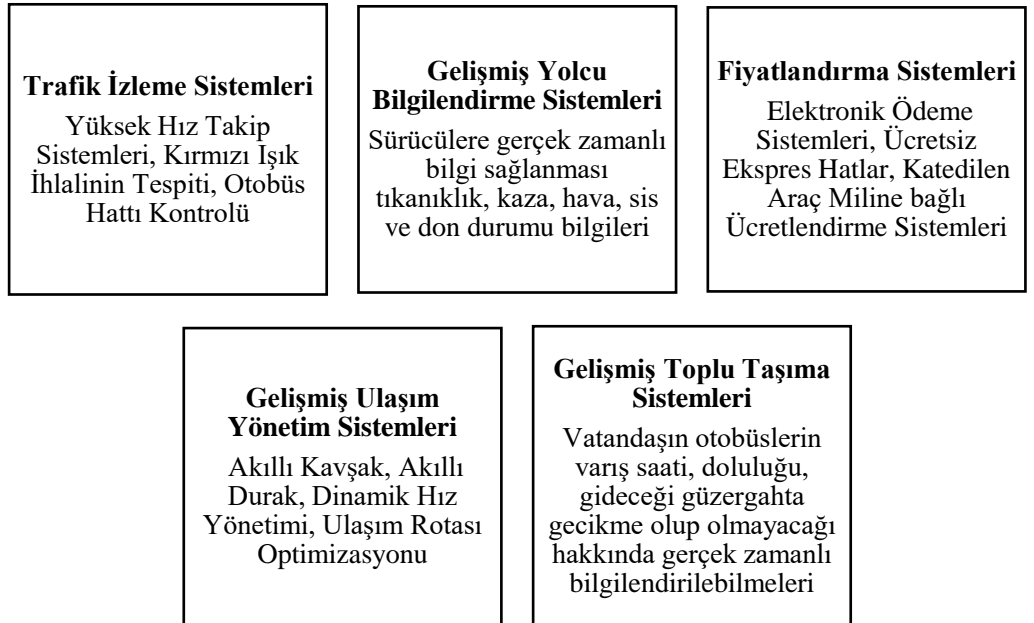 Trafik İzleme Sistemleri
Yüksek Hız Takip
Sistemleri, Kırmızı Işık
İhlalinin Tespiti, Otobüs
Hattı Kontrolü
Gelişmiş Yolcu
Bilgilendirme Sistemleri
Sürücülere gerçek zamanlı
bilgi sağlanması
tıkanıklık, kaza, hava, sis
ve don durumu bilgileri
Fiyatlandırma Sistemleri
Elektronik Ödeme
Sistemleri, Ücretsiz
Ekspres Hatlar, Katedilen
Araç Miline bağlı
Ücretlendirme Sistemleri
Gelişmiş Ulaşım
Yönetim Sistemleri
Akıllı Kavşak, Akıllı
Durak, Dinamik Hız
Yönetimi, Ulaşım Rotası
Optimizasyonu
Gelişmiş Toplu Taşıma
Sistemleri
Vatandaşın otobüslerin
varış saati, doluluğu,
gideceği güzergahta
gecikme olup olmayacağı
hakkında gerçek zamanlı
bilgilendirilebilmeleri